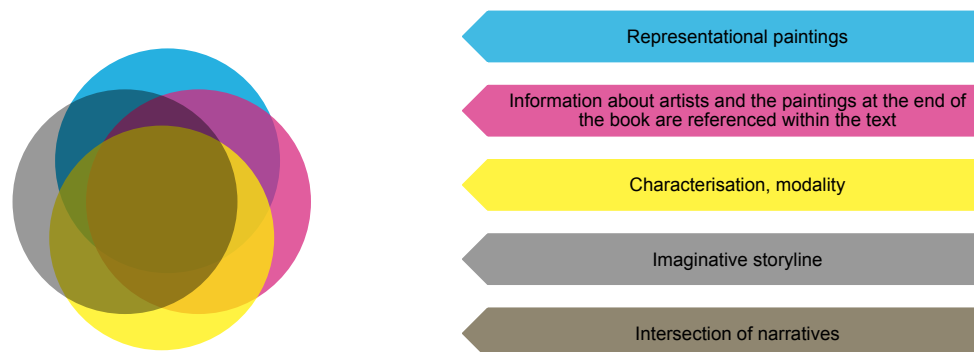 Representational paintings
Information about artists and the paintings at the end of
the book are referenced within the text
Characterisation, modality
Imaginative storyline
Intersection of narratives